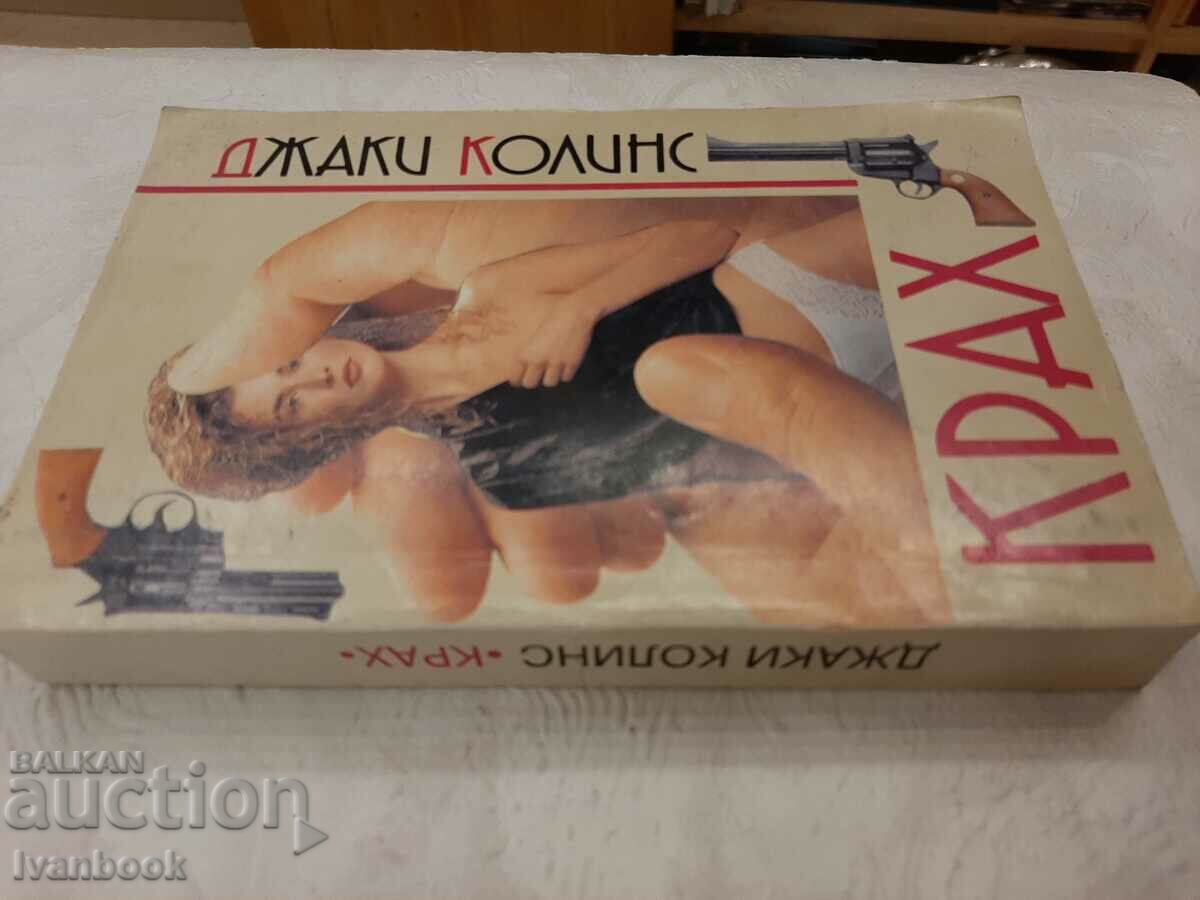 ДЖАКИ КОЛИНС
КРАХ
ДЖАКИ КОЛИНС • КРАХ •
BALKAN
auction
Ivanbook